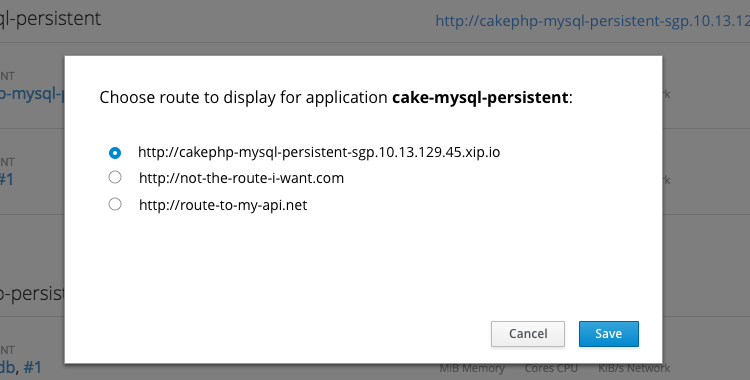 ql-persistent
http://cakephp-mysql-persistent-sgp.10.13.12
NT
p-mysql-p
rk
NT
#1
rk
Choose route to display for application cake-mysql-persistent:
http://cakephp-mysql-persistent-sgp.10.13.129.45.xip.io
http://not-the-route-i-want.com
http://route-to-my-api.net
Cancel
Save
p-persist
NT
db, #1
MiB Memory
Cores CPU
KiB/s Network